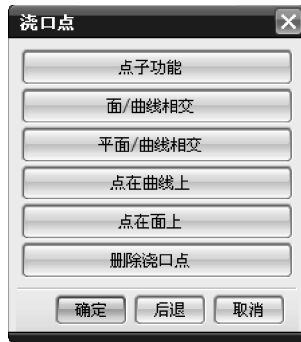 浇口点
点子功能
面/曲线相交
平面/曲线相交
点在曲线上
点在面上
删除浇口点
确定 后退 取消